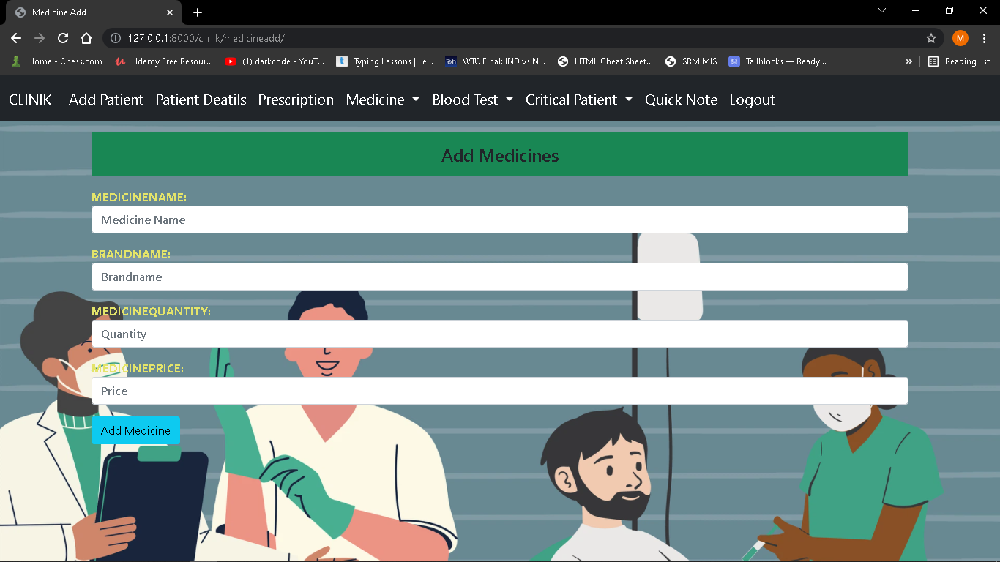 Medicine Add
127.0.0.1:8000/clinik/medicineadd/
M
Home - Chess.com
Udemy Free Resour...
(1) darkcode - YouT...
Typing Lessons | Le...
WTC Final: IND vs N...
HTML Cheat Sheet...
SRM MIS
Tailblocks — Ready...
»
Reading list
CLINIK Add Patient Patient Deatils Prescription Medicine Blood Test Critical Patient Quick Note Logout
Add Medicines
MEDICINENAME:
Medicine Name
BRANDNAME:
Brandname
MEDICINEQUANTITY:
Quantity
MEDICINEPRICE:
Price
Add Medicine